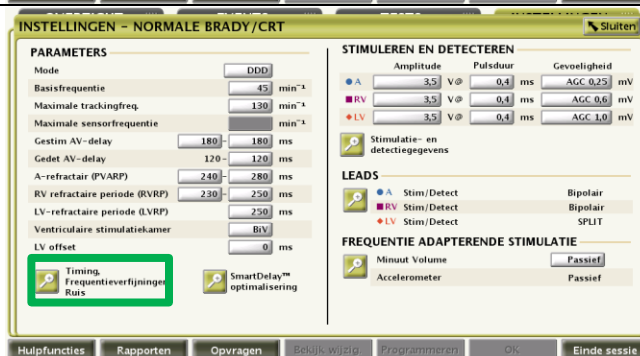 INSTELLINGEN - NORMALE BRADY/CRT
Sluiten
PARAMETERS
Mode DDD
Basisfrequentie 45 min⁻¹
Maximale trackingfreq. 130 min⁻¹
Maximale sensorfrequentie min⁻¹
Gestim AV-delay 180 - 180 ms
Gedet AV-delay 120 - 120 ms
A-refractair (PVARP) 240 - 280 ms
RV refractaire periode (RVRP) 230 - 250 ms
LV-refractaire periode (LVRP) 250 ms
Ventriculaire stimulatiekamer BiV
LV offset 0 ms
Timing,
Frequentieverfijningen
Ruis
SmartDelay™
optimalisering
STIMULEREN EN DETECTEREN
Amplitude Pulsduur Gevoeligheid
A 3,5 V@ 0,4 ms AGC 0,25 mV
RV 3,5 V@ 0,4 ms AGC 0,6 mV
LV 3,5 V@ 0,4 ms AGC 1,0 mV
Stimulatie- en
detectiegegevens
LEADS
A Stim/Detect Bipolair
RV Stim/Detect Bipolair
LV Stim/Detect SPLIT
FREQUENTIE ADAPTERENDE STIMULATIE
Minuut Volume Passief
Accelerometer Passief
Hulpfuncties Rapporten Opvragen Bekijk wijzig. Programmeren OK Einde sessie